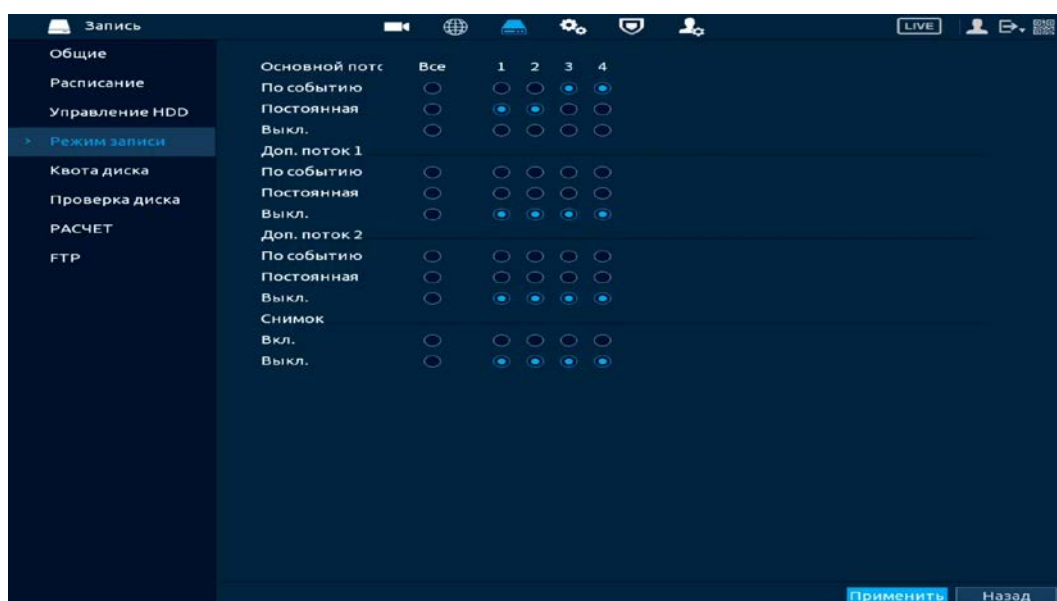 Запись LIVE
Общие
Расписание
Управление HDD
Режим записи
Квота диска
Проверка диска
РАСЧЕТ
FTP
Основной пото Все 1 2 3 4
По событию
Постоянная
Выкл.
Доп. поток 1
По событию
Постоянная
Выкл.
Доп. поток 2
По событию
Постоянная
Выкл.
Снимок
Вкл.
Выкл.
Применить Назад